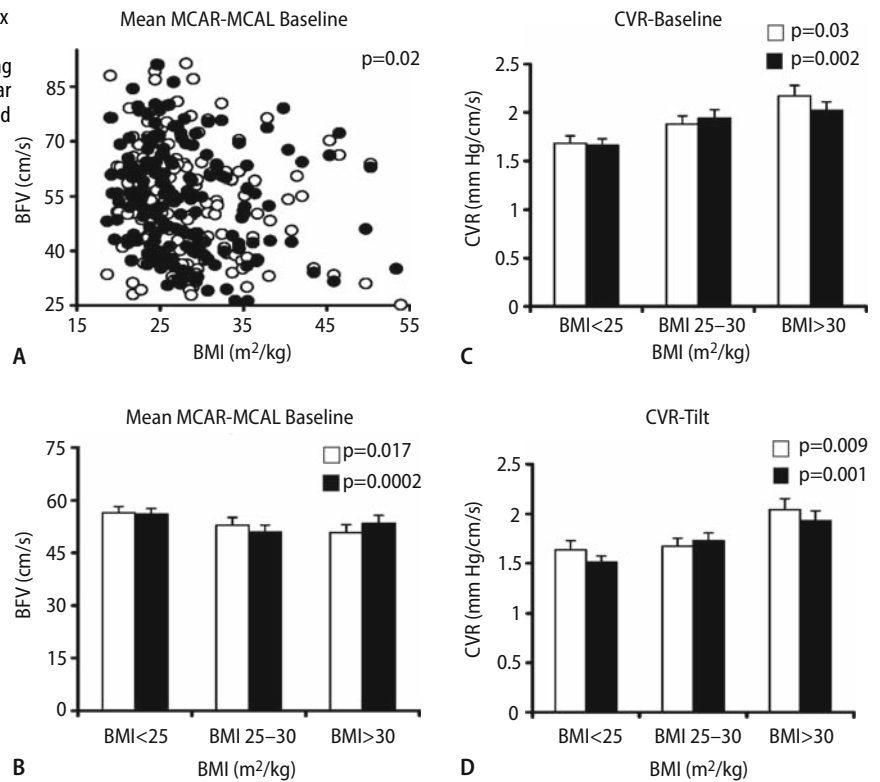 x
ng
ar
d
Mean MCAR-MCAL Baseline
p=0.02
BFV (cm/s)
85
70
55
40
25
15 25 35 45 55
BMI (m²/kg)
A
CVR-Baseline
p=0.03
p=0.002
CVR (mm Hg/cm/s)
2.5
2
1.5
1
0.5
0
BMI<25 BMI 25–30 BMI>30
BMI (m²/kg)
C
Mean MCAR-MCAL Baseline
p=0.017
p=0.0002
BFV (cm/s)
75
60
45
30
15
0
BMI<25 BMI 25–30 BMI>30
BMI (m²/kg)
B
CVR-Tilt
p=0.009
p=0.001
CVR (mm Hg/cm/s)
2.5
2
1.5
1
0.5
0
BMI<25 BMI 25–30 BMI>30
BMI (m²/kg)
D